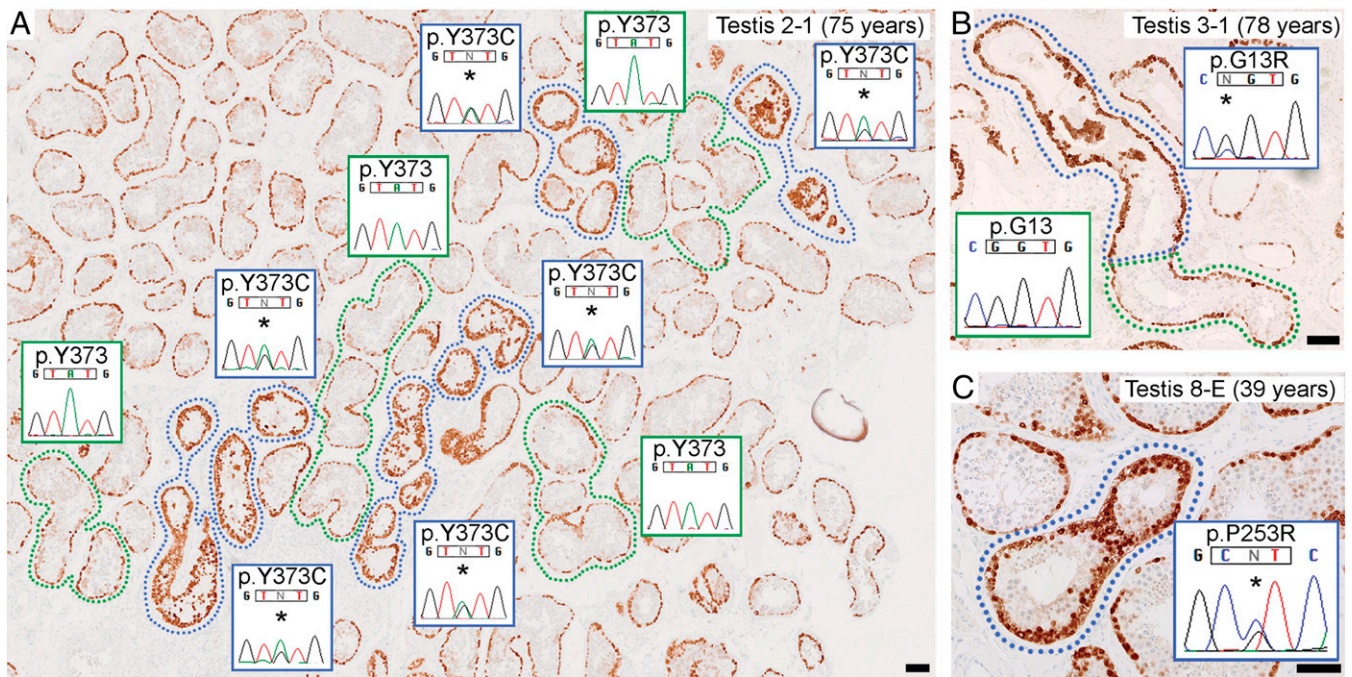 A
Testis 2-1 (75 years)
p.Y373C
G T N T G
*
p.Y373
G T A T G
p.Y373C
G T N T G
*
p.Y373
G T A T G
p.Y373C
G T N T G
*
p.Y373C
G T N T G
*
p.Y373
G T A T G
p.Y373
G T A T G
p.Y373C
G T N T G
*
p.Y373C
G T N T G
*
B
Testis 3-1 (78 years)
p.G13R
C N G T G
*
p.G13
C G G T G
C
Testis 8-E (39 years)
p.P253R
G C N T C
*